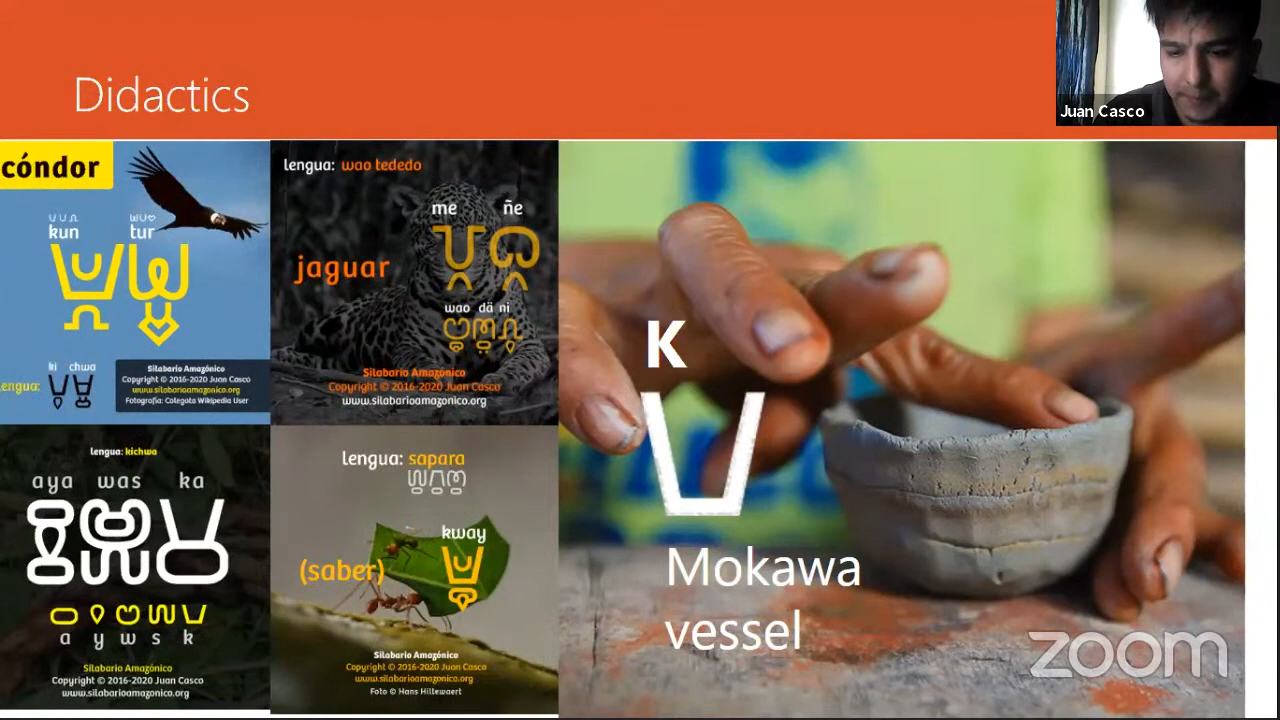 Didactics
Juan Casco
cóndor
kun tur
lengua:
ki chwa
Silabario Amazónico
Copyright © 2016-2020 Juan Casco
www.silabarioamazonico.org
Fotografía: Colegota Wikipedia User
lengua: wao tededo
me ñe
jaguar
wao dä ni
Silabario Amazónico
Copyright © 2016-2020 Juan Casco
www.silabarioamazonico.org
lengua: kichwa
aya was ka
a y w s k
Silabario Amazónico
Copyright © 2016-2020 Juan Casco
www.silabarioamazonico.org
lengua: sapara
kway
(saber)
Silabario Amazónico
Copyright © 2016-2020 Juan Casco
www.silabarioamazonico.org
Foto © Hans Hillewaert
K
Mokawa
vessel
zoom